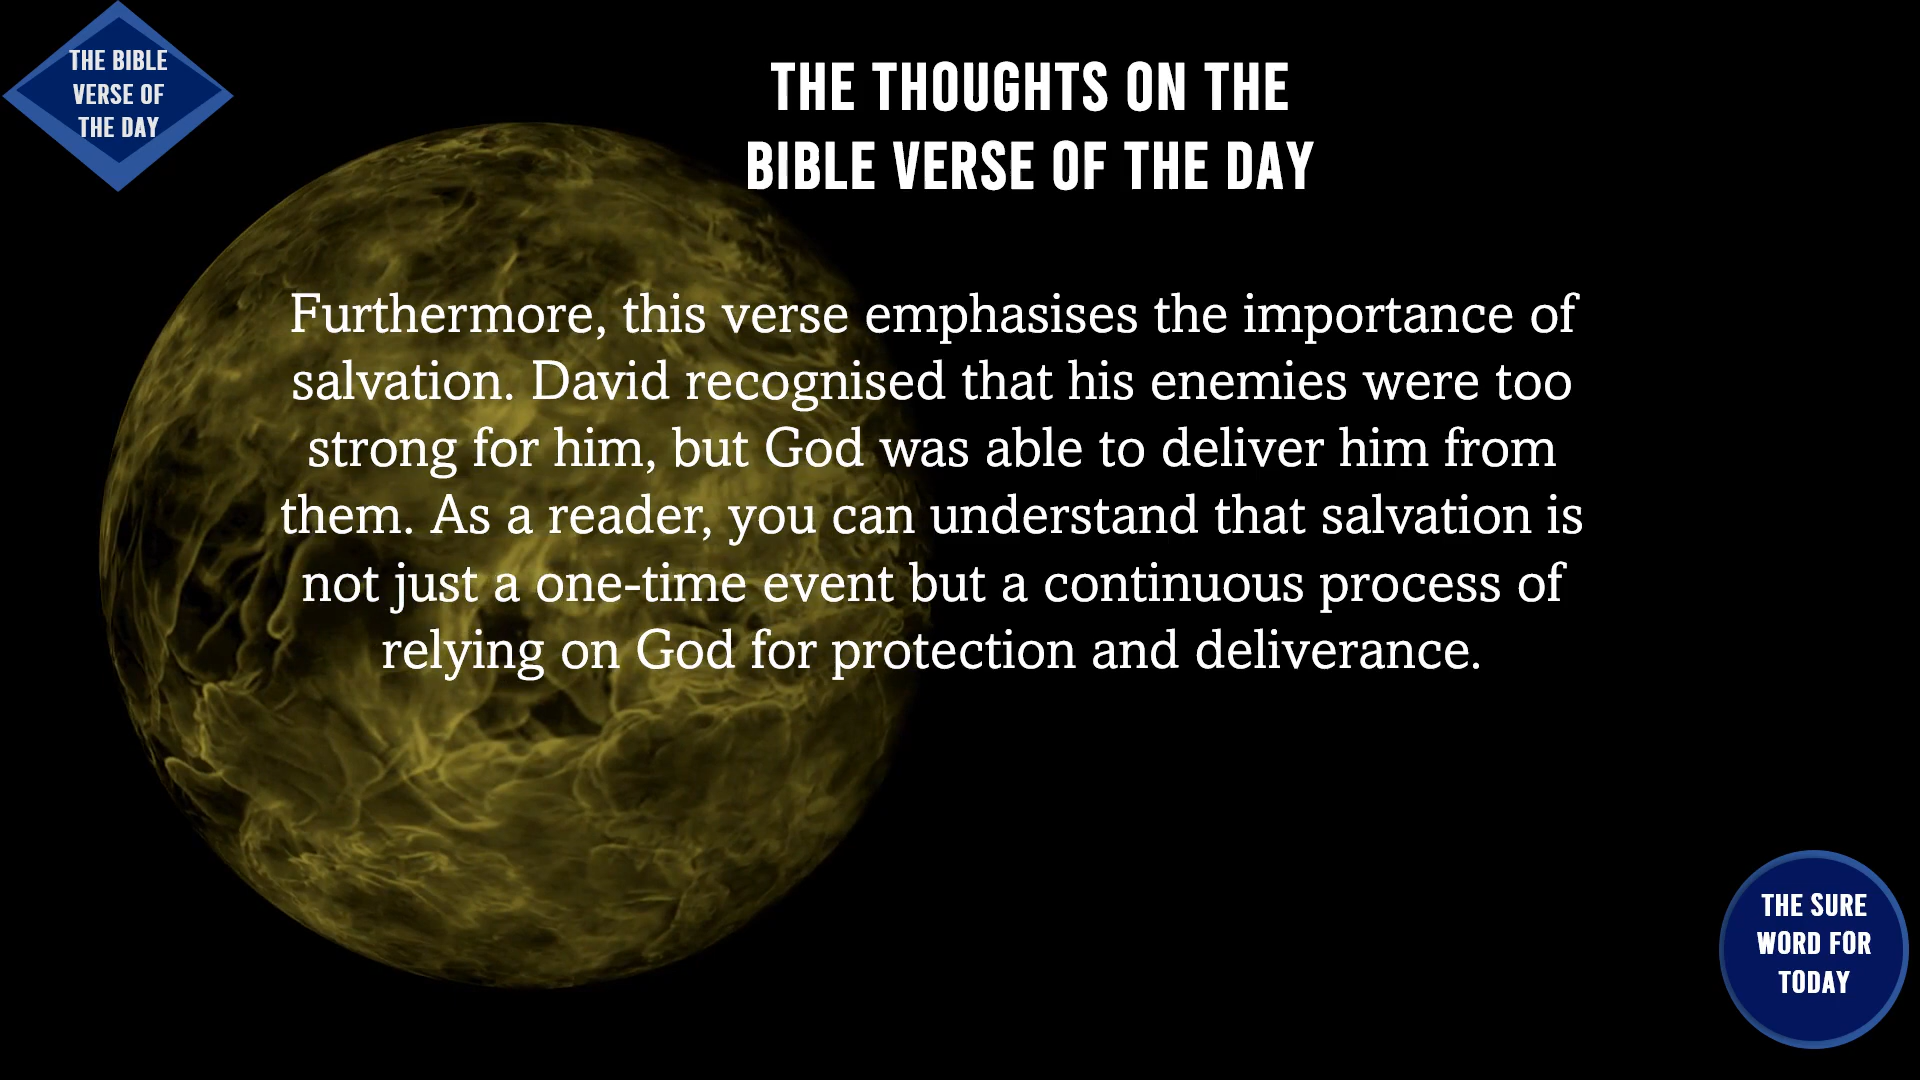 THE BIBLE
VERSE OF
THE DAY
THE THOUGHTS ON THE
BIBLE VERSE OF THE DAY
Furthermore, this verse emphasises the importance of
salvation. David recognised that his enemies were too
strong for him, but God was able to deliver him from
them. As a reader, you can understand that salvation is
not just a one-time event but a continuous process of
relying on God for protection and deliverance.
THE SURE
WORD FOR
TODAY